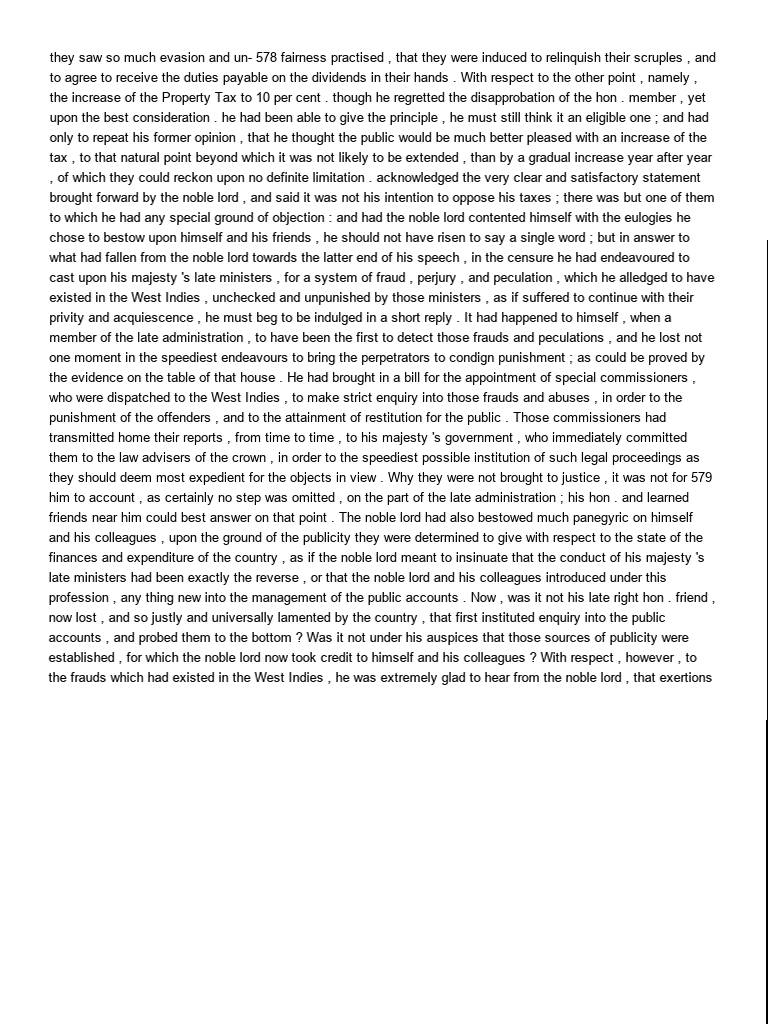 they saw so much evasion and un- 578 fairness practised , that they were induced to relinquish their scruples , and
to agree to receive the duties payable on the dividends in their hands . With respect to the other point , namely ,
the increase of the Property Tax to 10 per cent . though he regretted the disapprobation of the hon . member , yet
upon the best consideration . he had been able to give the principle , he must still think it an eligible one ; and had
only to repeat his former opinion , that he thought the public would be much better pleased with an increase of the
tax , to that natural point beyond which it was not likely to be extended , than by a gradual increase year after year
, of which they could reckon upon no definite limitation . acknowledged the very clear and satisfactory statement
brought forward by the noble lord , and said it was not his intention to oppose his taxes ; there was but one of them
to which he had any special ground of objection : and had the noble lord contented himself with the eulogies he
chose to bestow upon himself and his friends , he should not have risen to say a single word ; but in answer to
what had fallen from the noble lord towards the latter end of his speech , in the censure he had endeavoured to
cast upon his majesty 's late ministers , for a system of fraud , perjury , and peculation , which he alledged to have
existed in the West Indies , unchecked and unpunished by those ministers , as if suffered to continue with their
privity and acquiescence , he must beg to be indulged in a short reply . It had happened to himself , when a
member of the late administration , to have been the first to detect those frauds and peculations , and he lost not
one moment in the speediest endeavours to bring the perpetrators to condign punishment ; as could be proved by
the evidence on the table of that house . He had brought in a bill for the appointment of special commissioners ,
who were dispatched to the West Indies , to make strict enquiry into those frauds and abuses , in order to the
punishment of the offenders , and to the attainment of restitution for the public . Those commissioners had
transmitted home their reports , from time to time , to his majesty 's government , who immediately committed
them to the law advisers of the crown , in order to the speediest possible institution of such legal proceedings as
they should deem most expedient for the objects in view . Why they were not brought to justice , it was not for 579
him to account , as certainly no step was omitted , on the part of the late administration ; his hon . and learned
friends near him could best answer on that point . The noble lord had also bestowed much panegyric on himself
and his colleagues , upon the ground of the publicity they were determined to give with respect to the state of the
finances and expenditure of the country , as if the noble lord meant to insinuate that the conduct of his majesty 's
late ministers had been exactly the reverse , or that the noble lord and his colleagues introduced under this
profession , any thing new into the management of the public accounts . Now , was it not his late right hon . friend ,
now lost , and so justly and universally lamented by the country , that first instituted enquiry into the public
accounts , and probed them to the bottom ? Was it not under his auspices that those sources of publicity were
established , for which the noble lord now took credit to himself and his colleagues ? With respect , however , to
the frauds which had existed in the West Indies , he was extremely glad to hear from the noble lord , that exertions